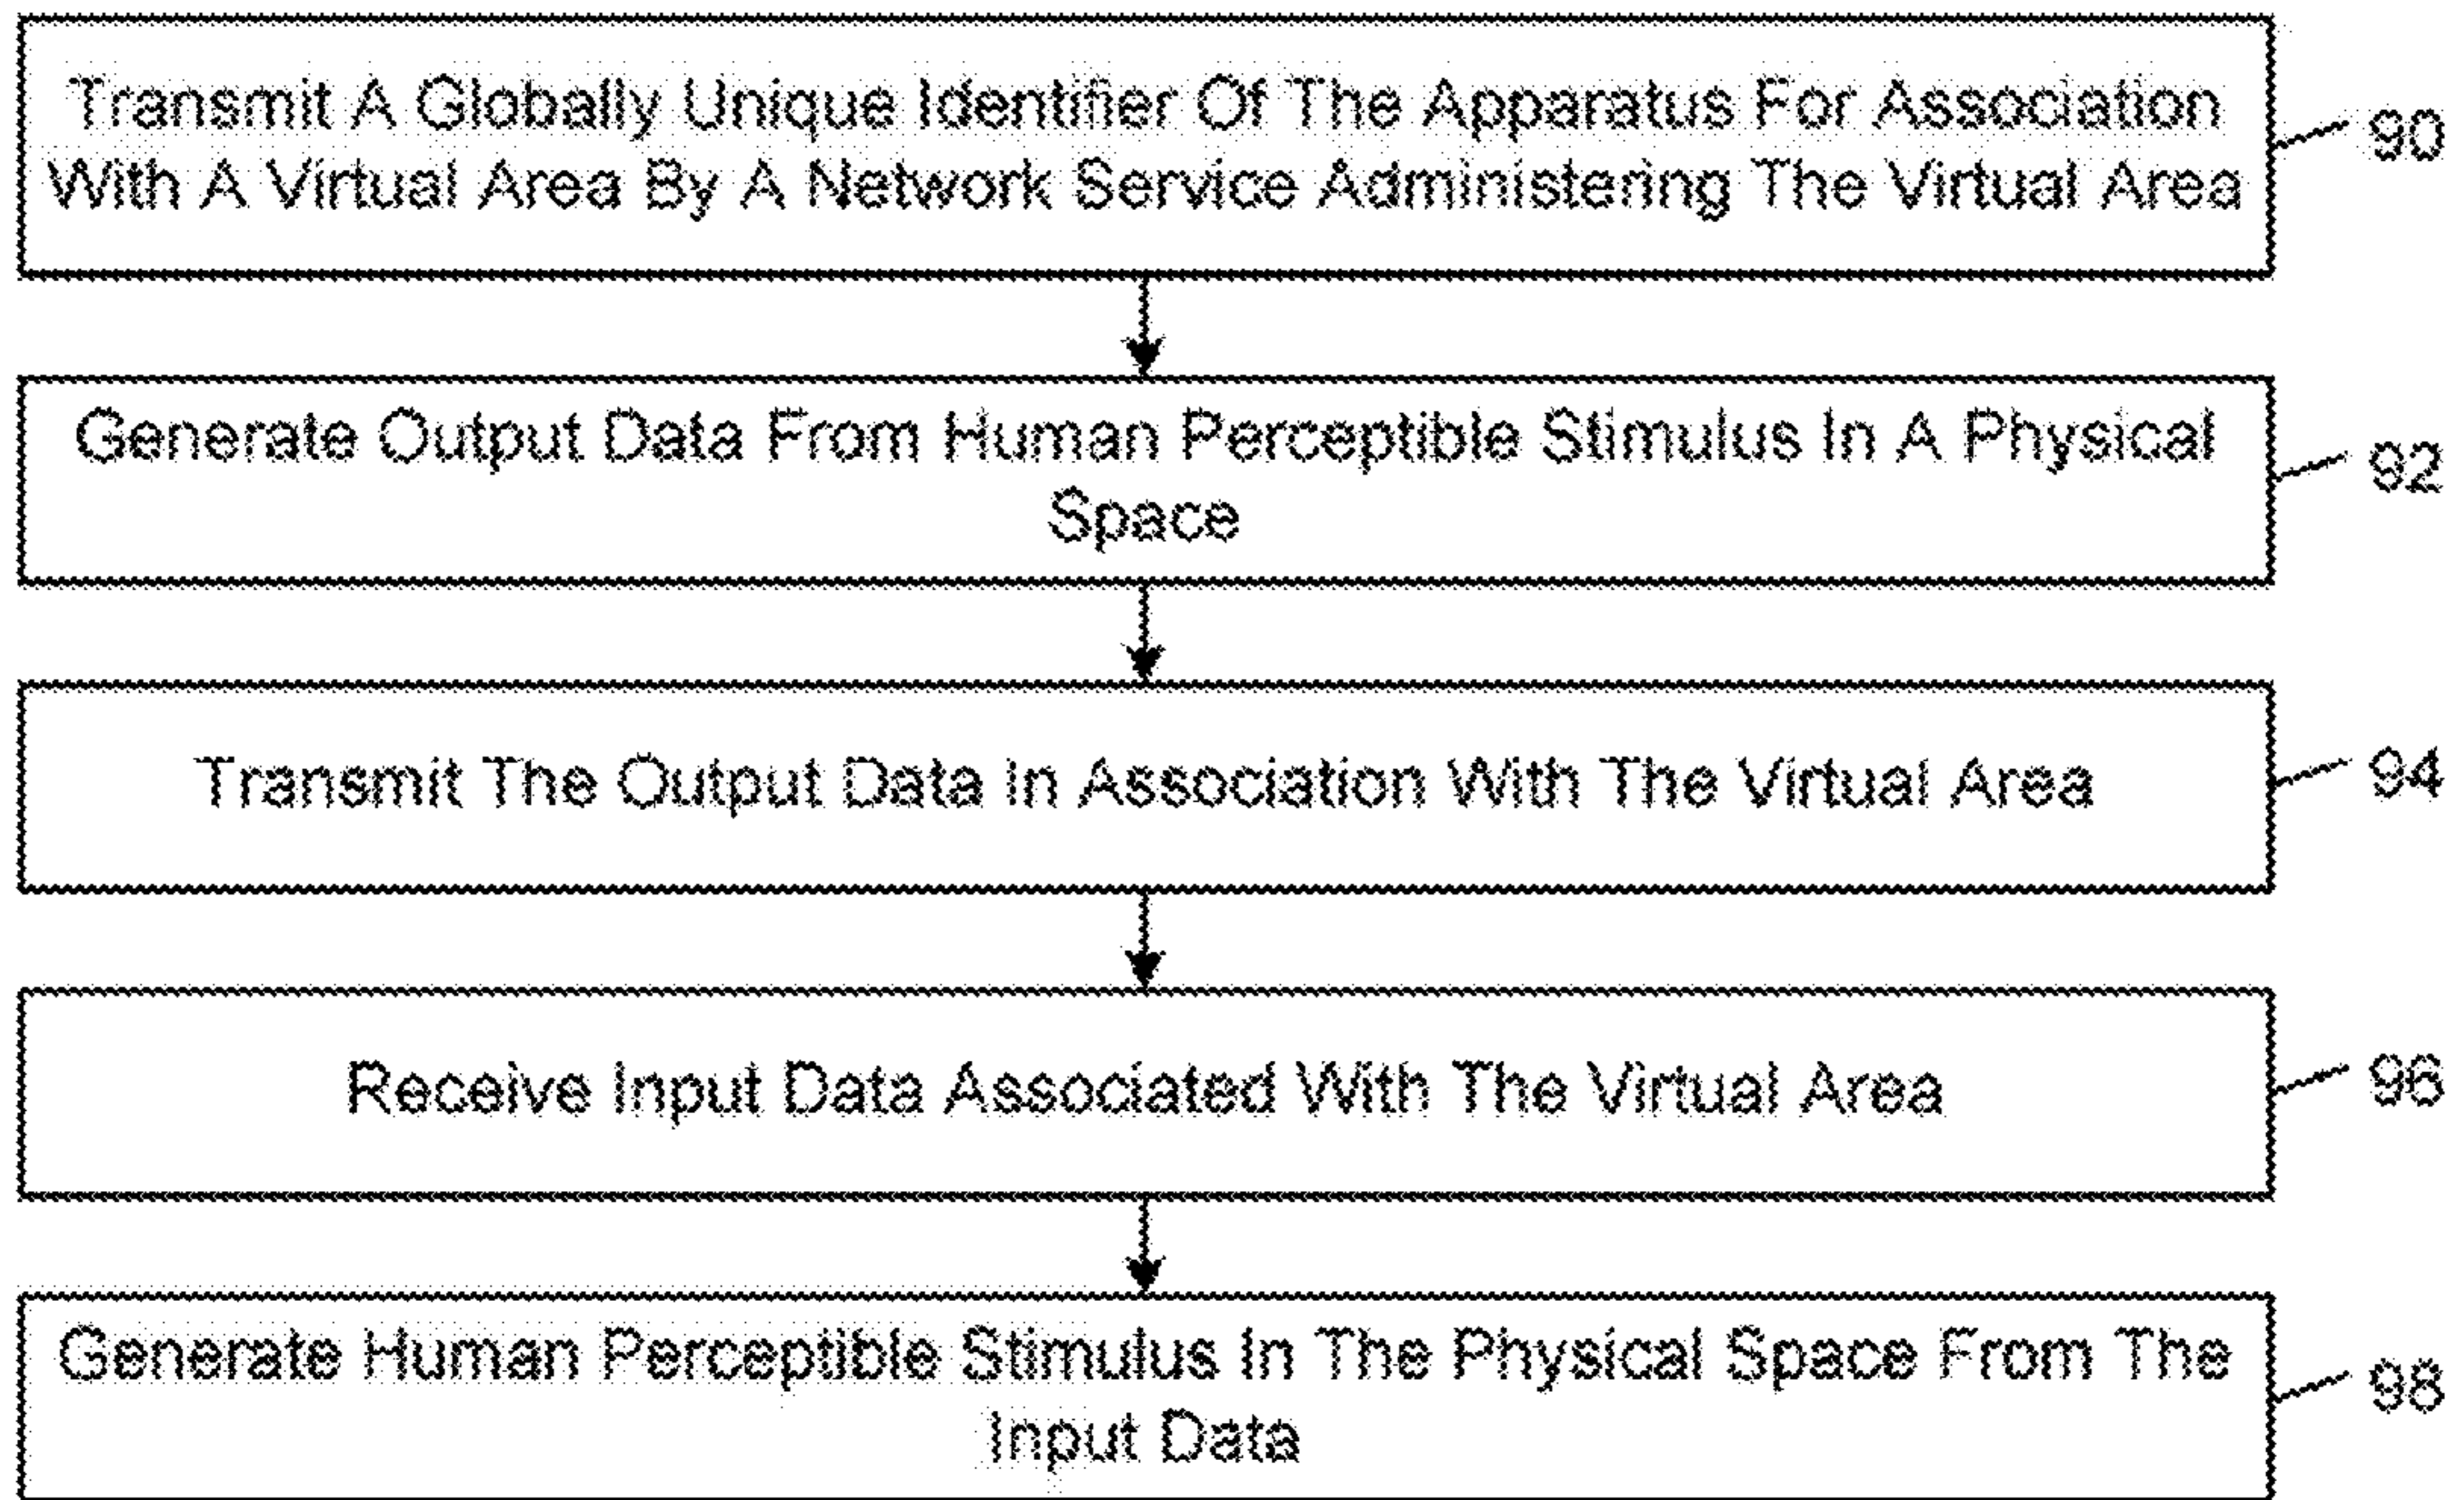 Transmit A Globally Unique Identifier Of The Apparatus For Association
With A Virtual Area By A Network Service Administering The Virtual Area
90
Generate Output Data From Human Perceptible Stimulus In A Physical
Space
92
Transmit The Output Data In Association With The Virtual Area
94
Receive Input Data Associated With The Virtual Area
96
Generate Human Perceptible Stimulus In The Physical Space From The
Input Data
98